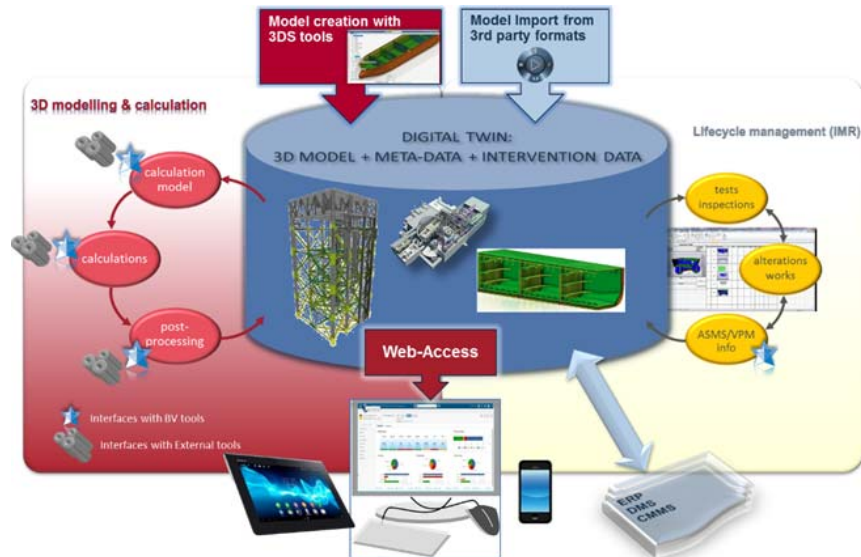 Model creation with
3DS tools
Model Import from
3rd party formats
3D modelling & calculation
DIGITAL TWIN:
3D MODEL + META-DATA + INTERVENTION DATA
Lifecycle management (IMR)
calculation
model
tests
inspections
calculations
alterations
works
post-
processing
ASMS/VPM
info
Web-Access
Interfaces with BV tools
Interfaces with External tools
ERP
DMS
CMMS